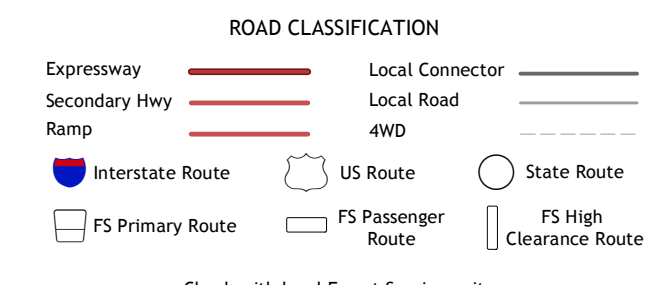 ROAD CLASSIFICATION
Expressway
Local Connector
Secondary Hwy
Local Road
Ramp
4WD
Interstate Route
US Route
State Route
FS Primary Route
FS Passenger
Route
FS High
Clearance Route